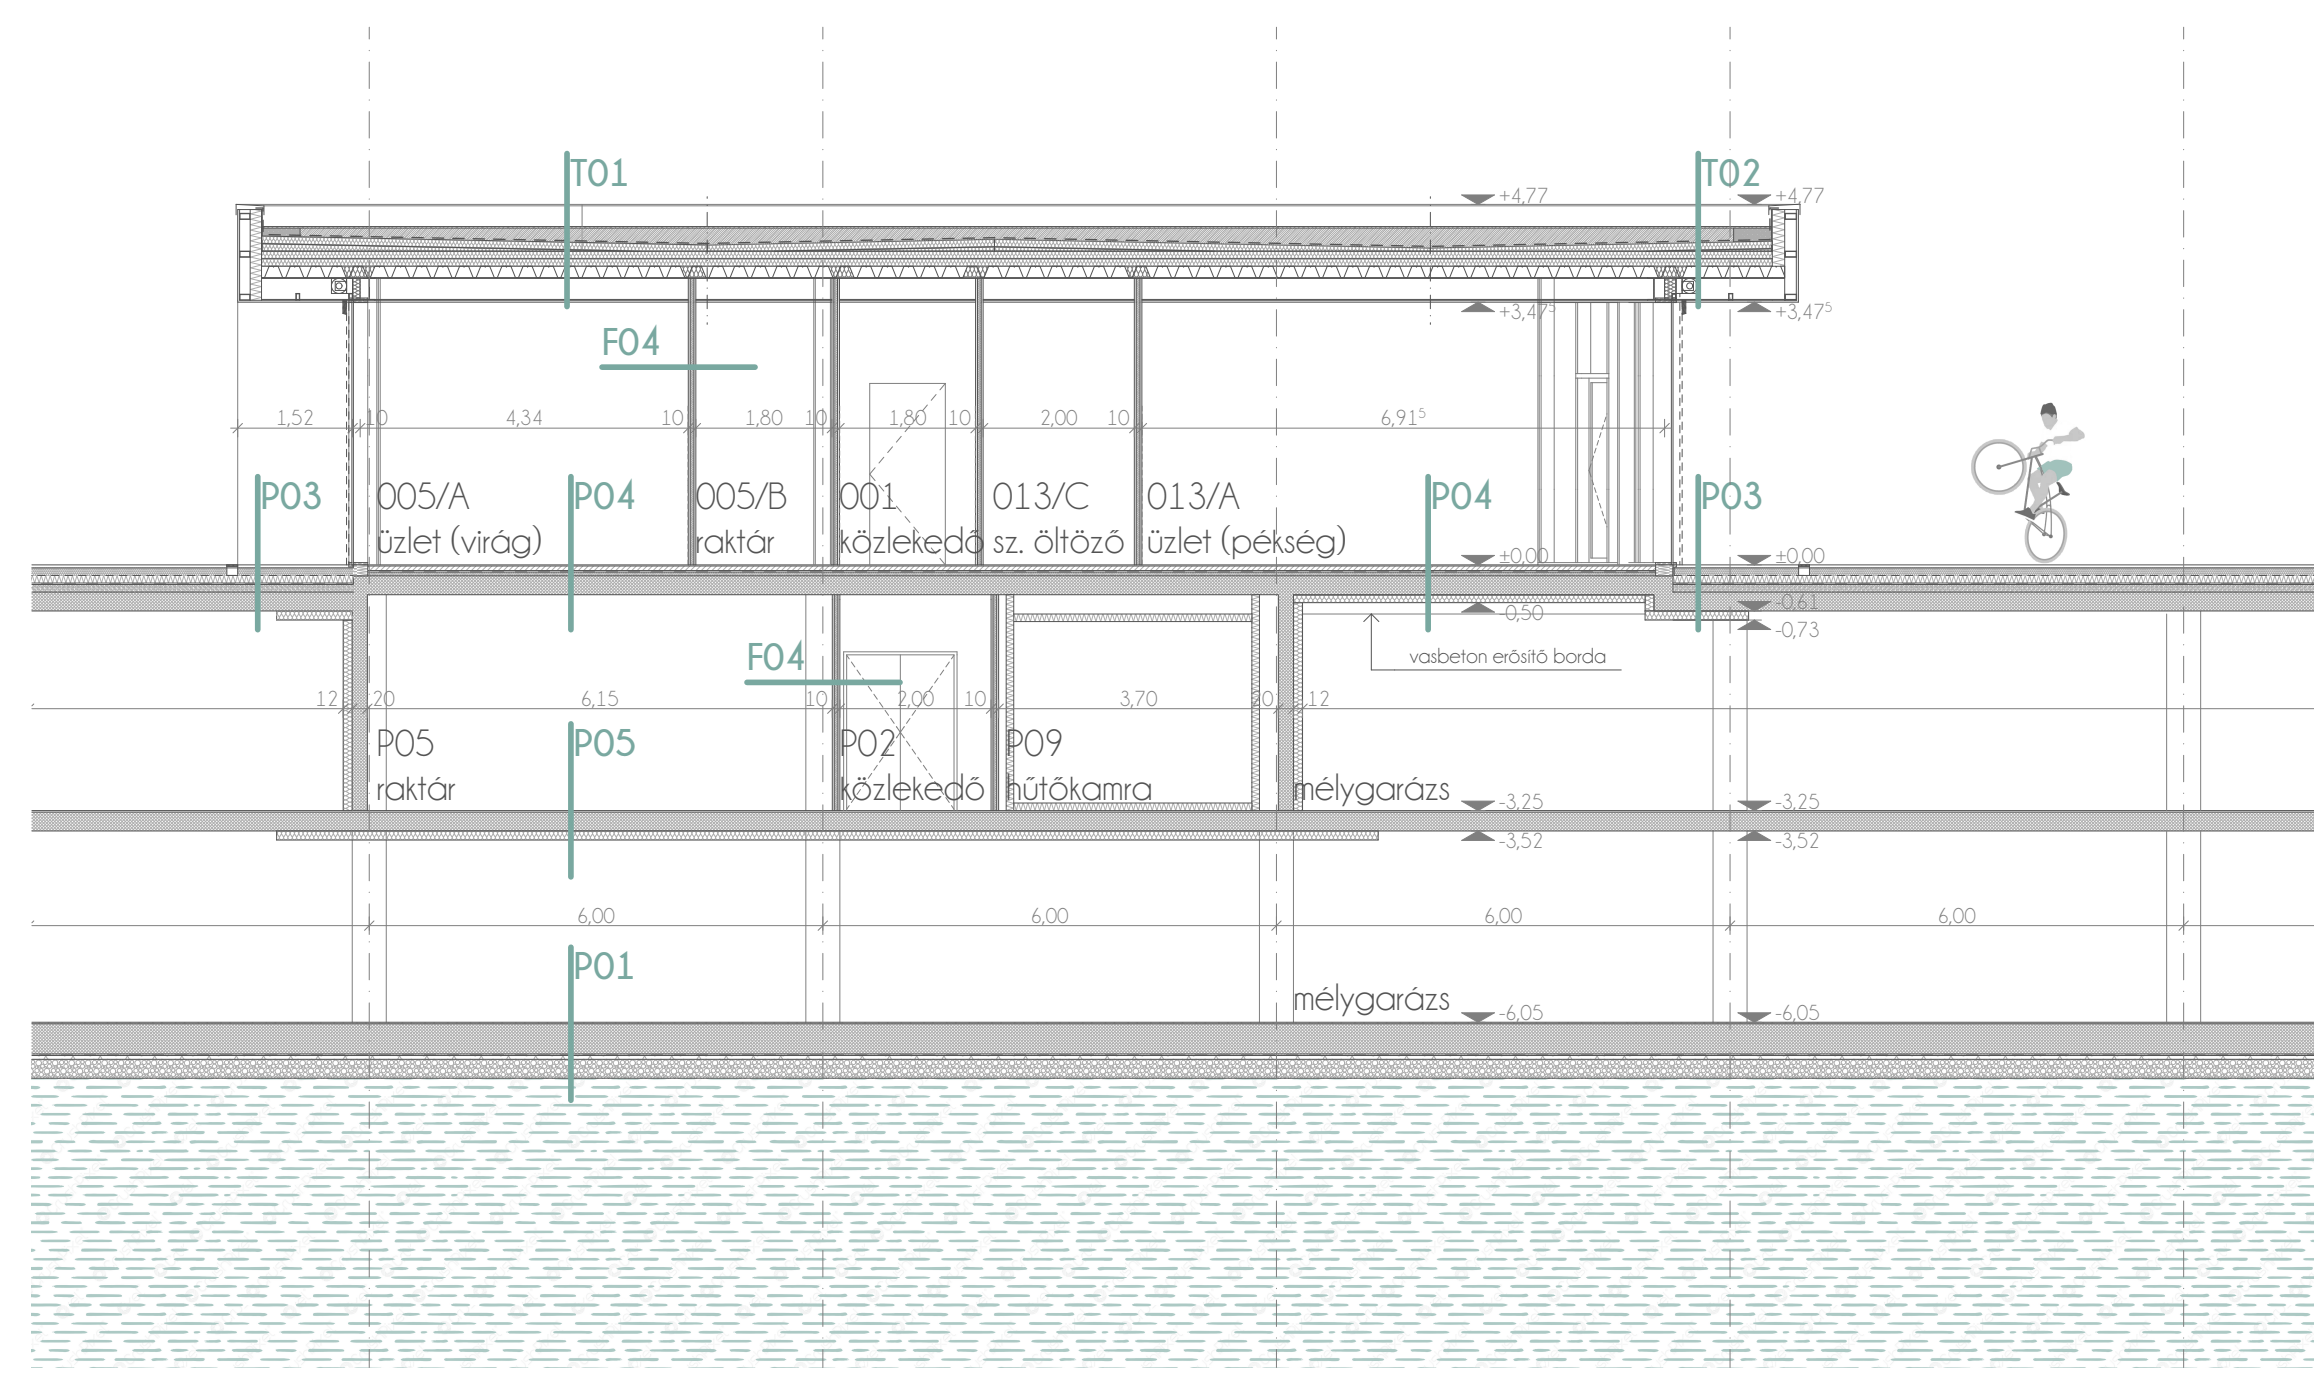 T01
T02
+4,77
+4,77
+3,47⁵
+3,47⁵
F04
1,52
10
4,34
10
1,80
10
1,80
10
2,00
10
6,91⁵
P03
005/A
üzlet (virág)
P04
005/B
raktár
001
közlekedő
013/C
sz. öltöző
013/A
üzlet (pékség)
P04
P03
±0,00
±0,00
-0,50
-0,61
-0,73
vasbeton erősítő borda
F04
12
20
6,15
10
2,00
10
3,70
20
12
P05
raktár
P05
P02
közlekedő
P09
hűtőkamra
mélygarázs
-3,25
-3,25
-3,52
-3,52
6,00
6,00
6,00
6,00
P01
mélygarázs
-6,05
-6,05